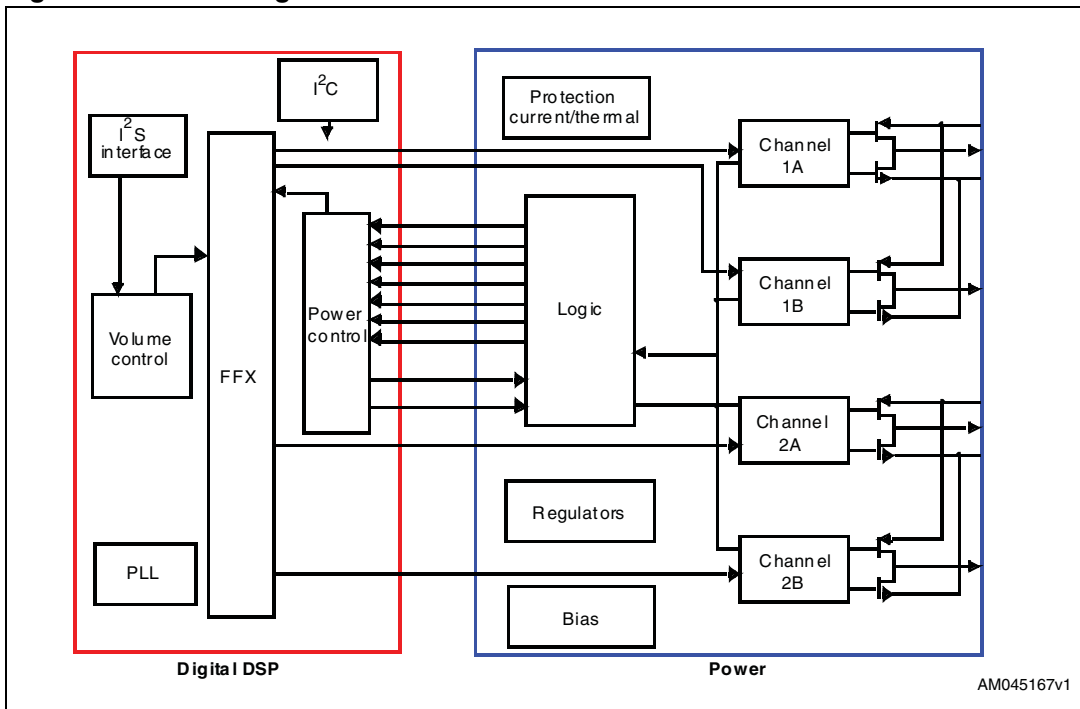 I²C
Protection
current/thermal
I²S
interface
Channel
1A
Channel
1B
Logic
Power
control
Volume
control
FFX
Channel
2A
Regulators
Channel
2B
PLL
Bias
Digital DSP
Power
AM045167v1